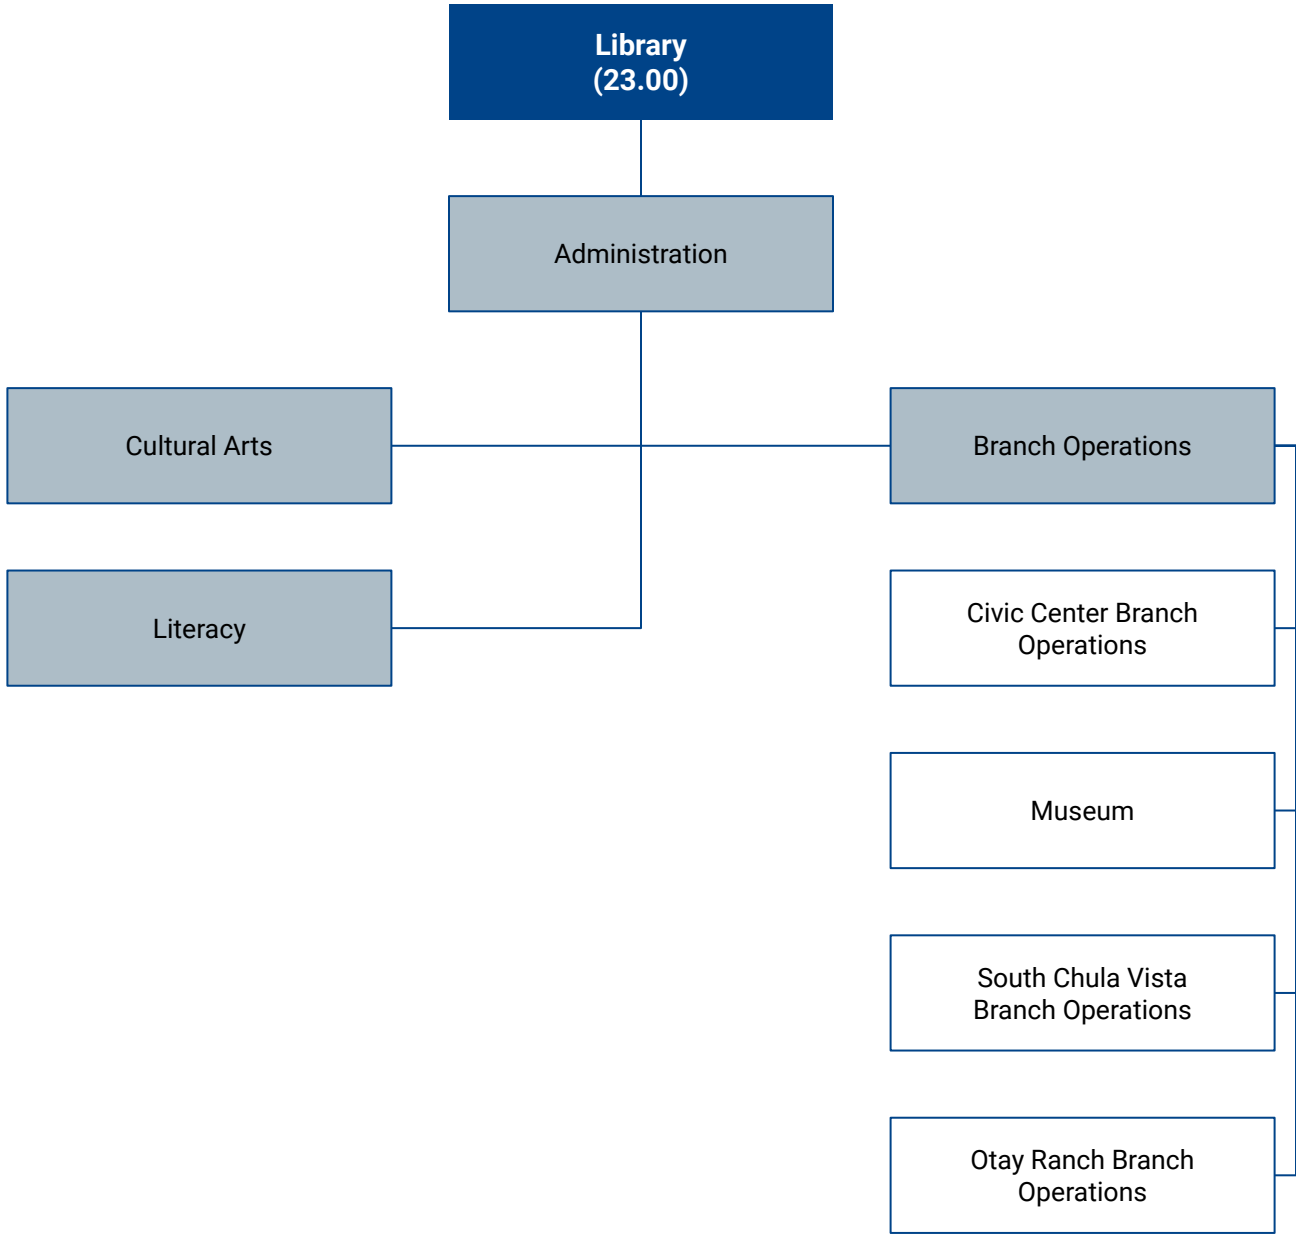 Library
(23.00)
Administration
Cultural Arts
Branch Operations
Literacy
Civic Center Branch
Operations
Museum
South Chula Vista
Branch Operations
Otay Ranch Branch
Operations